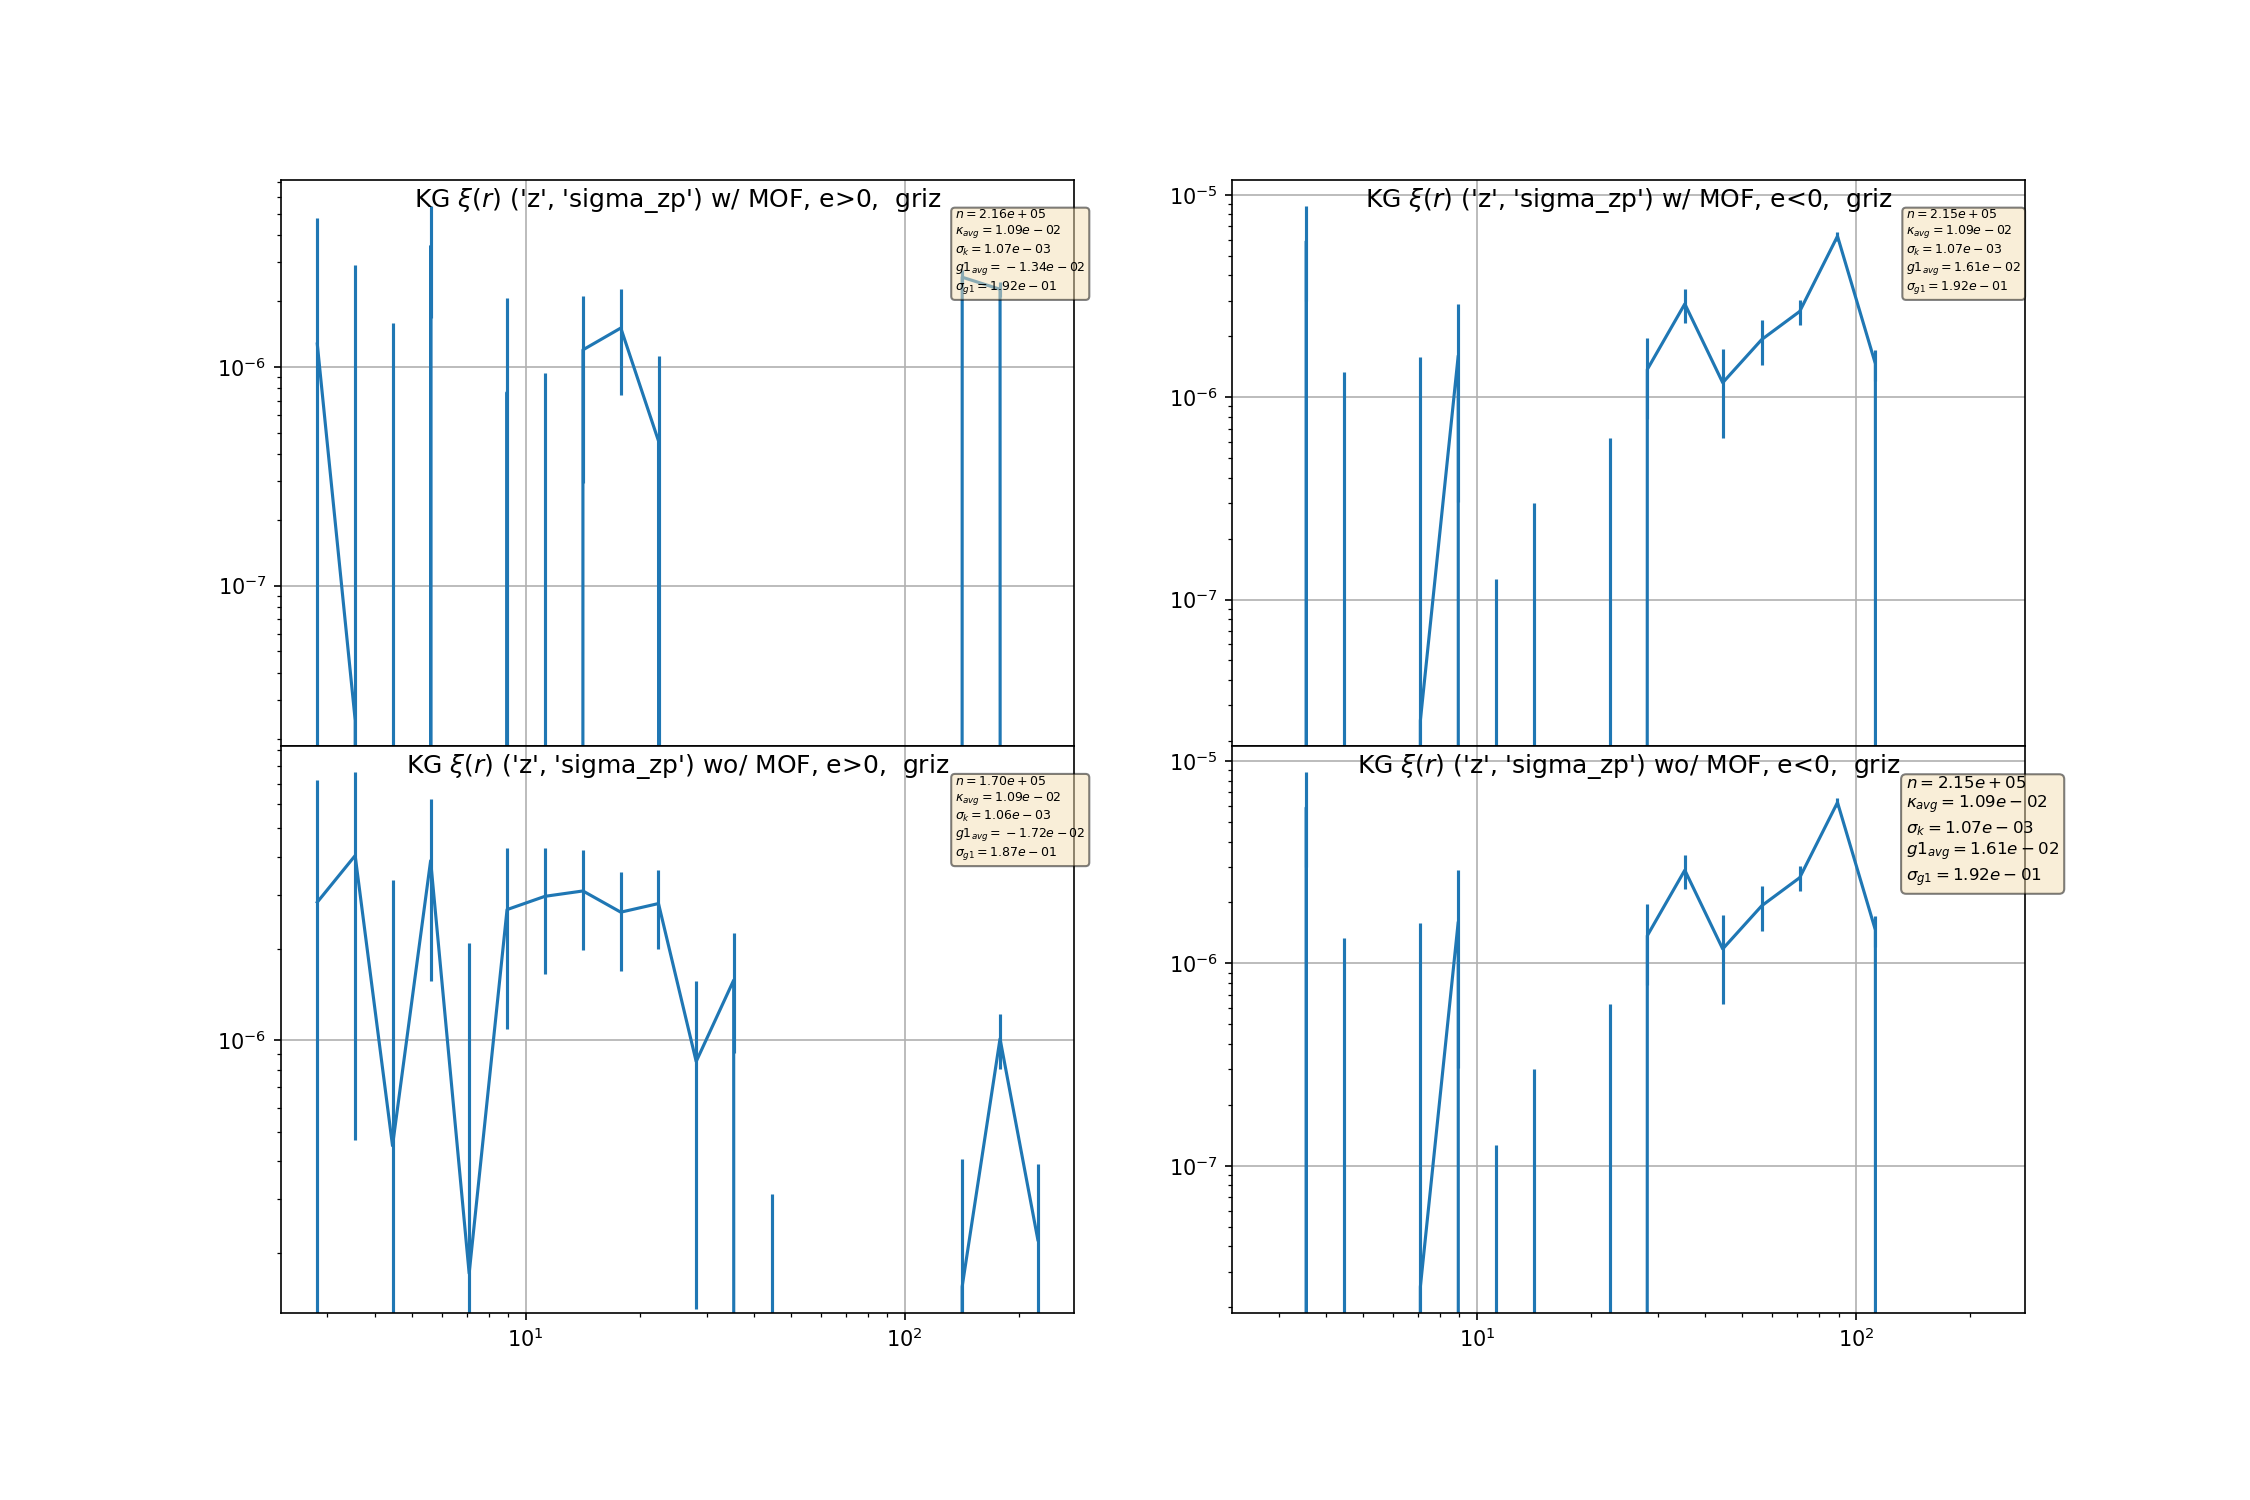 KG ξ(r) ('z', 'sigma_zp') w/ MOF, e>0,  griz
n = 2.16e + 05
κavg = 1.09e − 02
σk = 1.07e − 03
g1avg = − 1.34e − 02
σg1 = 1.92e − 01
10⁻⁶
10⁻⁷
KG ξ(r) ('z', 'sigma_zp') w/ MOF, e<0,  griz
n = 2.15e + 05
κavg = 1.09e − 02
σk = 1.07e − 03
g1avg = 1.61e − 02
σg1 = 1.92e − 01
10⁻⁵
10⁻⁶
10⁻⁷
KG ξ(r) ('z', 'sigma_zp') wo/ MOF, e>0,  griz
n = 1.70e + 05
κavg = 1.09e − 02
σk = 1.06e − 03
g1avg = − 1.72e − 02
σg1 = 1.87e − 01
10⁻⁶
10¹ 10²
KG ξ(r) ('z', 'sigma_zp') wo/ MOF, e<0,  griz
n = 2.15e + 05
κavg = 1.09e − 02
σk = 1.07e − 03
g1avg = 1.61e − 02
σg1 = 1.92e − 01
10⁻⁵
10⁻⁶
10⁻⁷
10¹ 10²